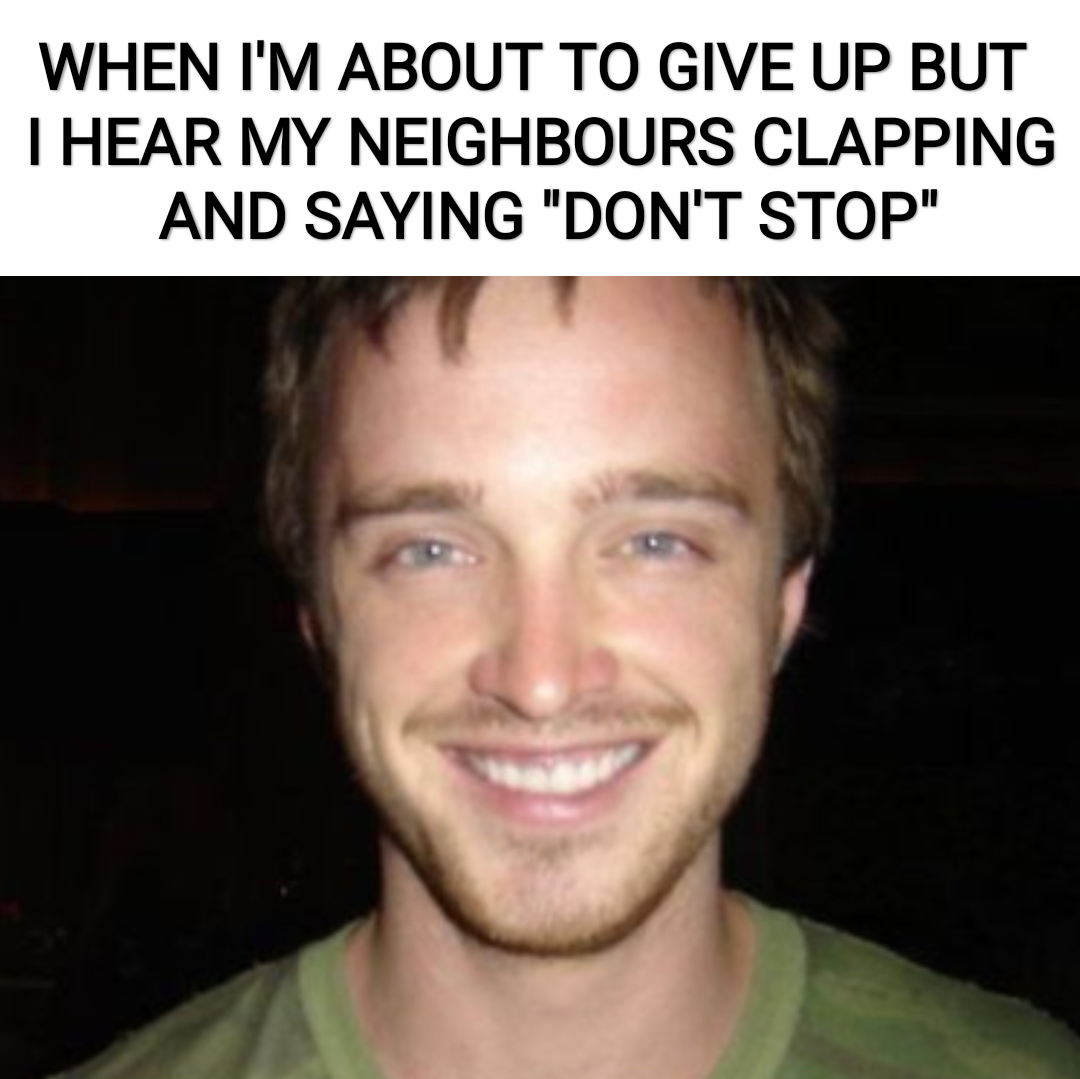 WHEN I'M ABOUT TO GIVE UP BUT
I HEAR MY NEIGHBOURS CLAPPING
AND SAYING "DON'T STOP"